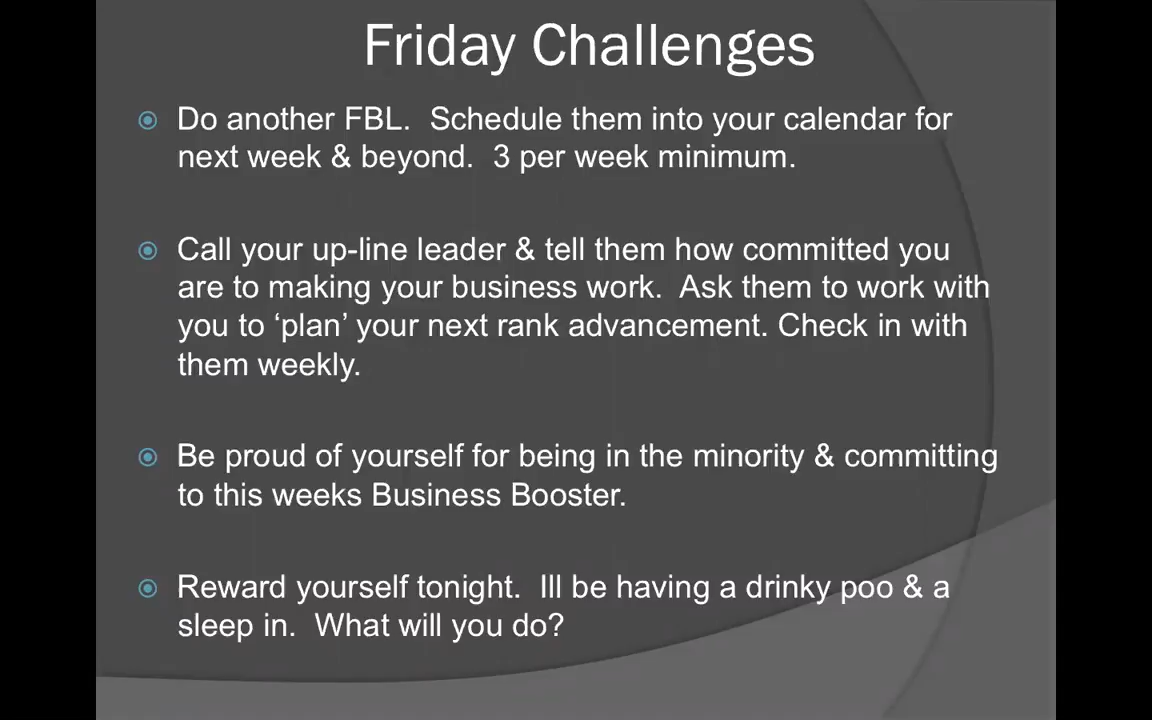 Friday Challenges
Do another FBL.  Schedule them into your calendar for
next week & beyond.  3 per week minimum.
Call your up-line leader & tell them how committed you
are to making your business work.  Ask them to work with
you to ‘plan’ your next rank advancement. Check in with
them weekly.
Be proud of yourself for being in the minority & committing
to this weeks Business Booster.
Reward yourself tonight.  Ill be having a drinky poo & a
sleep in.  What will you do?